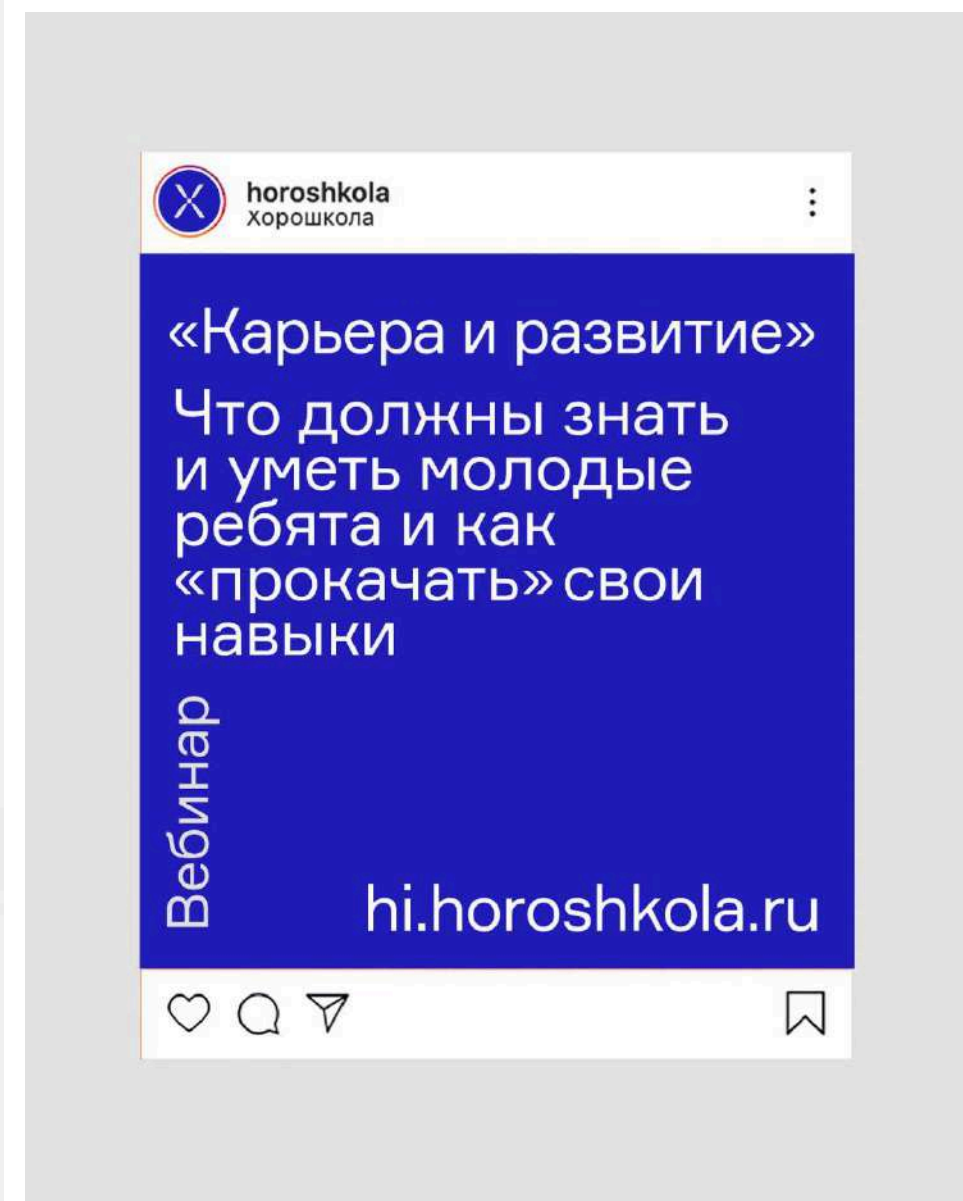 X
horoshkola
Хорошкола
«Карьера и развитие»
Что должны знать
и уметь молодые
ребята и как
«прокачать» свои
навыки
Вебинар
hi.horoshkola.ru